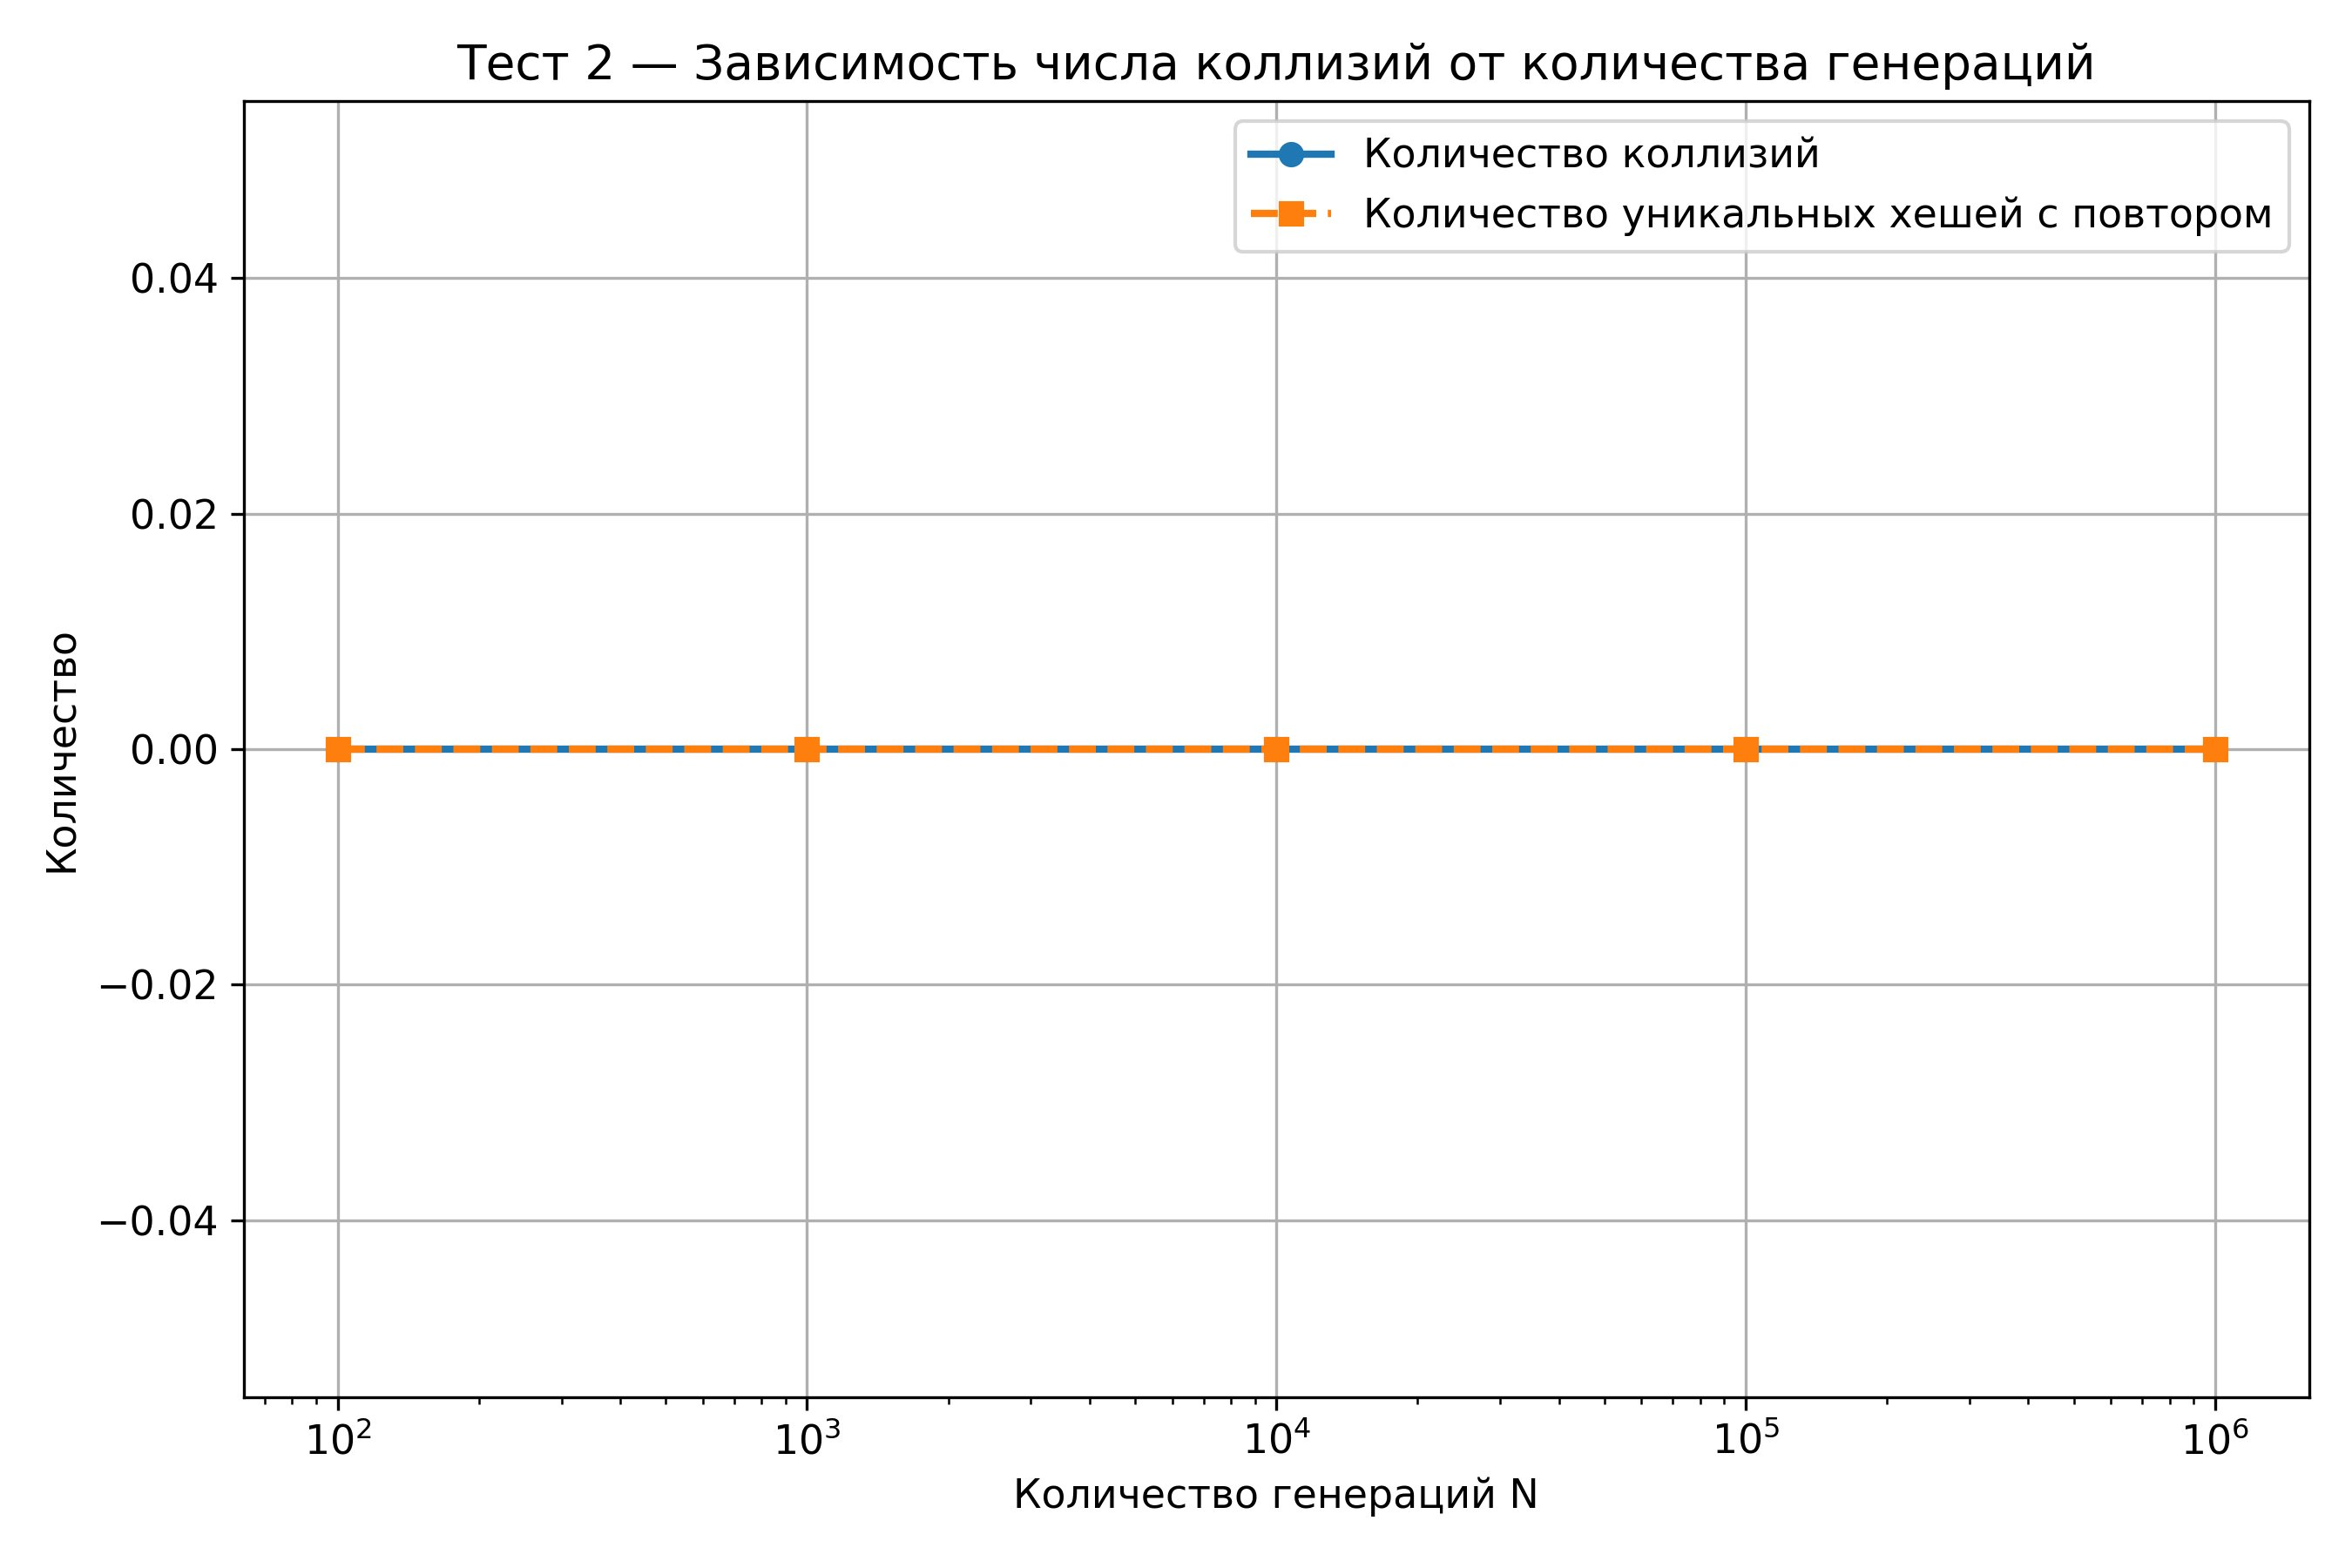 Тест 2 — Зависимость числа коллизий от количества генераций
Количество коллизий
Количество уникальных хешей с повтором
0.04
0.02
0.00
−0.02
−0.04
Количество
10²
10³
10⁴
10⁵
10⁶
Количество генераций N